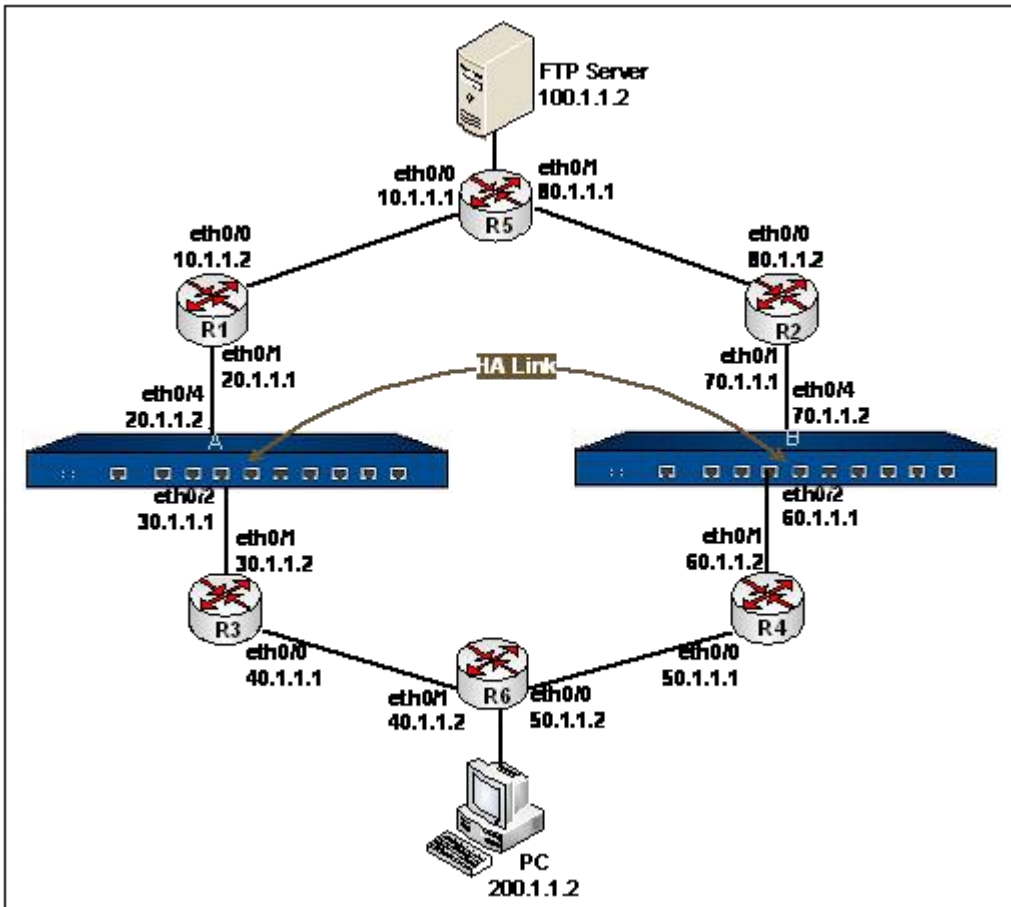 FTP Server
100.1.1.2
eth0/0
10.1.1.1
eth0/1
80.1.1.1
R5
eth0/0
10.1.1.2
eth0/0
80.1.1.2
R1
R2
eth0/1
20.1.1.1
HA Link
eth0/1
70.1.1.1
eth0/4
20.1.1.2
eth0/4
70.1.1.2
A
B
eth0/2
30.1.1.1
eth0/2
60.1.1.1
eth0/1
30.1.1.2
eth0/1
60.1.1.2
R3
R4
eth0/0
40.1.1.1
R6
eth0/0
50.1.1.1
eth0/1
40.1.1.2
eth0/0
50.1.1.2
PC
200.1.1.2